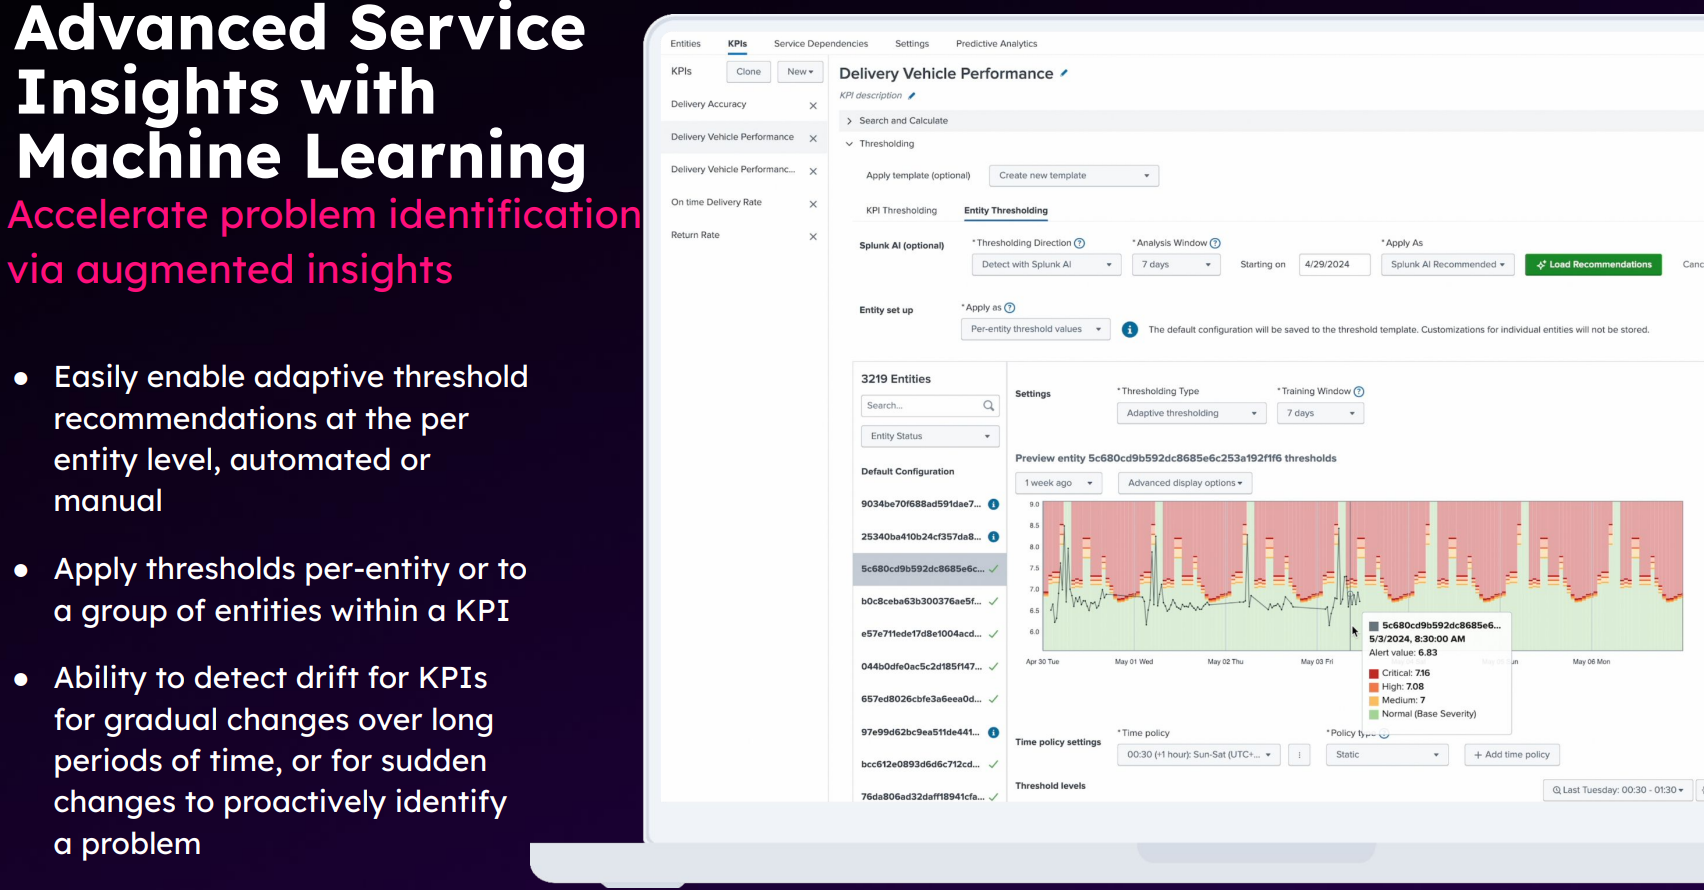 Advanced Service
Insights with
Machine Learning
Accelerate problem identification
via augmented insights
● Easily enable adaptive threshold
recommendations at the per
entity level, automated or
manual
● Apply thresholds per-entity or to
a group of entities within a KPI
● Ability to detect drift for KPIs
for gradual changes over long
periods of time, or for sudden
changes to proactively identify
a problem
Entities KPIs Service Dependencies Settings Predictive Analytics
KPIs Clone New
Delivery Accuracy
Delivery Vehicle Performance
Delivery Vehicle Performanc...
On time Delivery Rate
Return Rate
Delivery Vehicle Performance
KPI description
Search and Calculate
Thresholding
Apply template (optional) Create new template
KPI Thresholding Entity Thresholding
Splunk AI (optional) *Thresholding Direction *Analysis Window *Apply As
Detect with Splunk AI 7 days Starting on 4/29/2024 Splunk AI Recommended Load Recommendations Canc
Entity set up *Apply as
Per-entity threshold values The default configuration will be saved to the threshold template. Customizations for individual entities will not be stored.
3219 Entities
Search...
Entity Status
Default Configuration
9034be70f688ad591dae7...
25340ba410b24cf357da8...
5c680cd9b592dc8685e6c...
b0c8ceba63b300376ae5f...
e57e711ede17d8e1004acd...
044b0dfe0ac5c2d185f147...
657ed8026cbfe3a6eea0d...
97e99d62bc9ea511de441...
bcc612e0893d6d6c712cd...
76da806ad32daff18941cfa...
Settings *Thresholding Type *Training Window
Adaptive thresholding 7 days
Preview entity 5c680cd9b592dc8685e6c253a192f1f6 thresholds
1 week ago Advanced display options
9.0
8.5
8.0
7.5
7.0
6.5
6.0
Apr 30 Tue May 01 Wed May 02 Thu May 03 Fri May 06 Mon
5c680cd9b592dc8685e6...
5/3/2024, 8:30:00 AM
Alert value: 6.83
Critical: 7.16
High: 7.08
Medium: 7
Normal (Base Severity)
Time policy settings *Time policy *Policy type
00:30 (+1 hour): Sun-Sat (UTC+... Static + Add time policy
Threshold levels Last Tuesday: 00:30 - 01:30